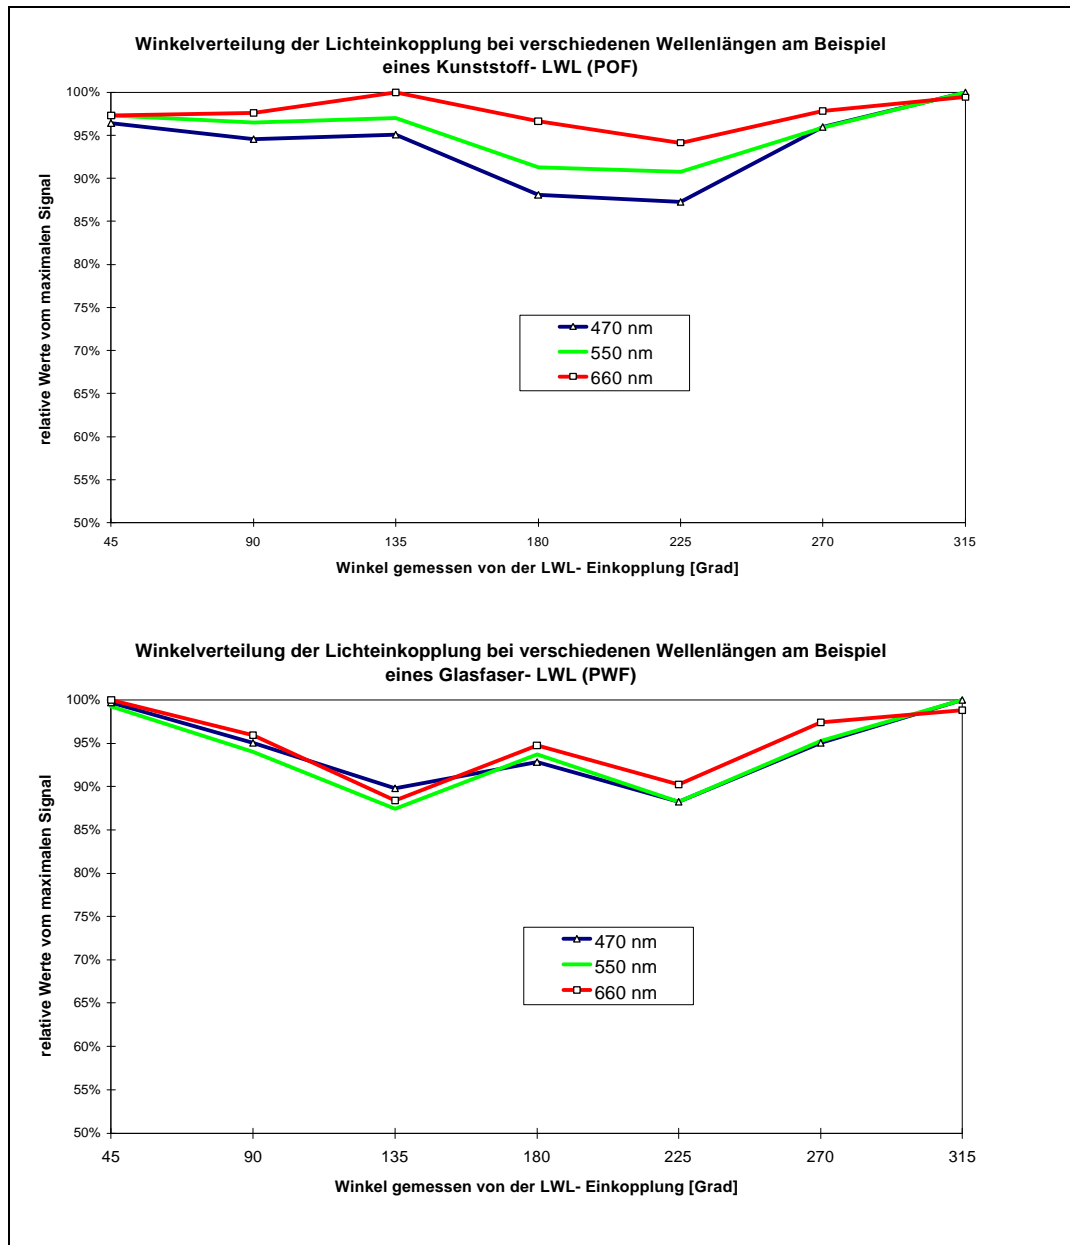 Winkelverteilung der Lichteinkopplung bei verschiedenen Wellenlängen am Beispiel
eines Kunststoff- LWL (POF)
relative Werte vom maximalen Signal
100%
95%
90%
85%
80%
75%
70%
65%
60%
55%
50%
470 nm
550 nm
660 nm
45 90 135 180 225 270 315
Winkel gemessen von der LWL- Einkopplung [Grad]
Winkelverteilung der Lichteinkopplung bei verschiedenen Wellenlängen am Beispiel
eines Glasfaser- LWL (PWF)
relative Werte vom maximalen Signal
100%
95%
90%
85%
80%
75%
70%
65%
60%
55%
50%
470 nm
550 nm
660 nm
45 90 135 180 225 270 315
Winkel gemessen von der LWL- Einkopplung [Grad]